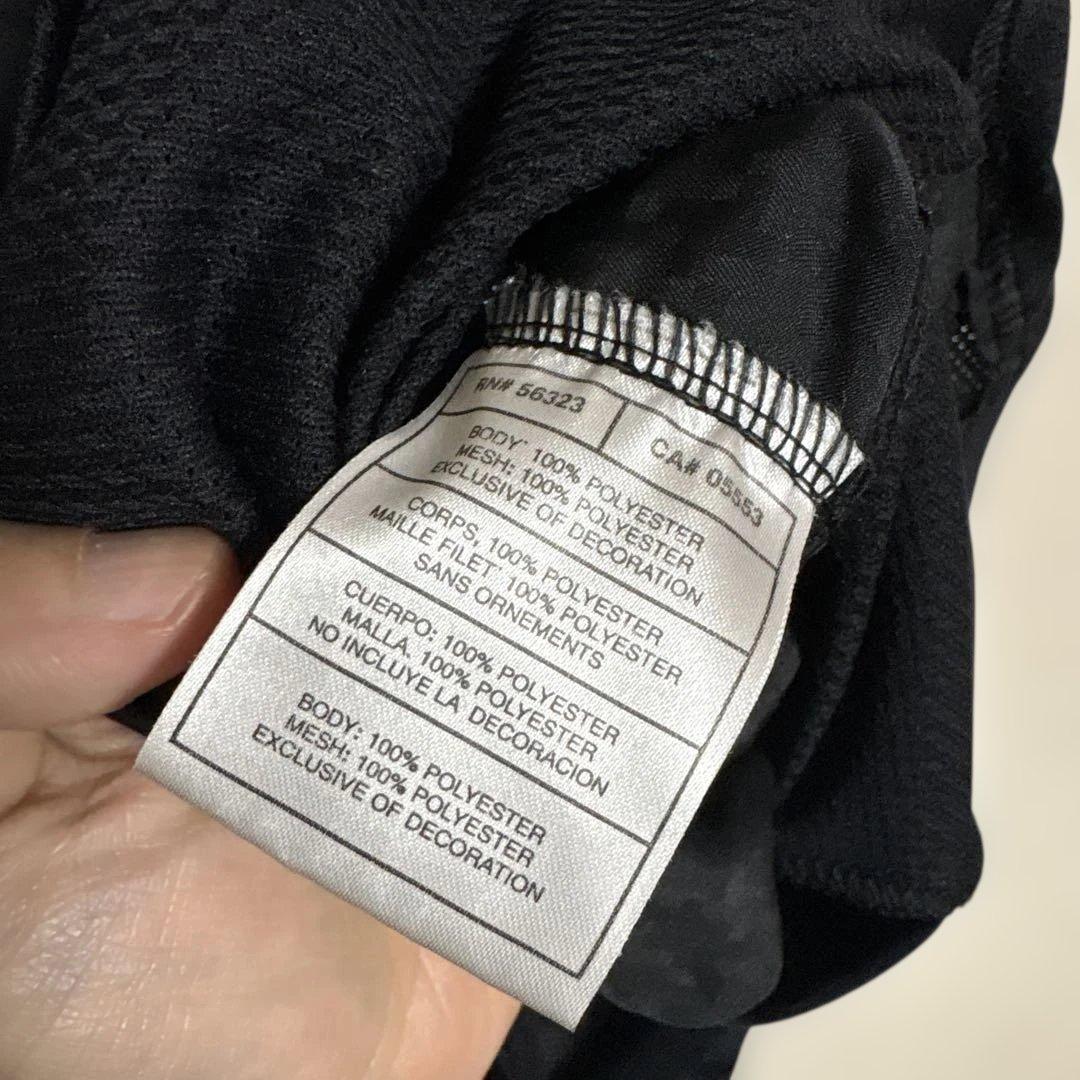 RN# 56323
CA# 05553
BODY: 100% POLYESTER
MESH: 100% POLYESTER
EXCLUSIVE OF DECORATION
CORPS, 100% POLYESTER
MAILLE FILET: 100% POLYESTER
SANS ORNEMENTS
CUERPO: 100% POLYESTER
MALLA, 100% POLYESTER
NO INCLUYE LA DECORACION
BODY: 100% POLYESTER
MESH: 100% POLYESTER
EXCLUSIVE OF DECORATION